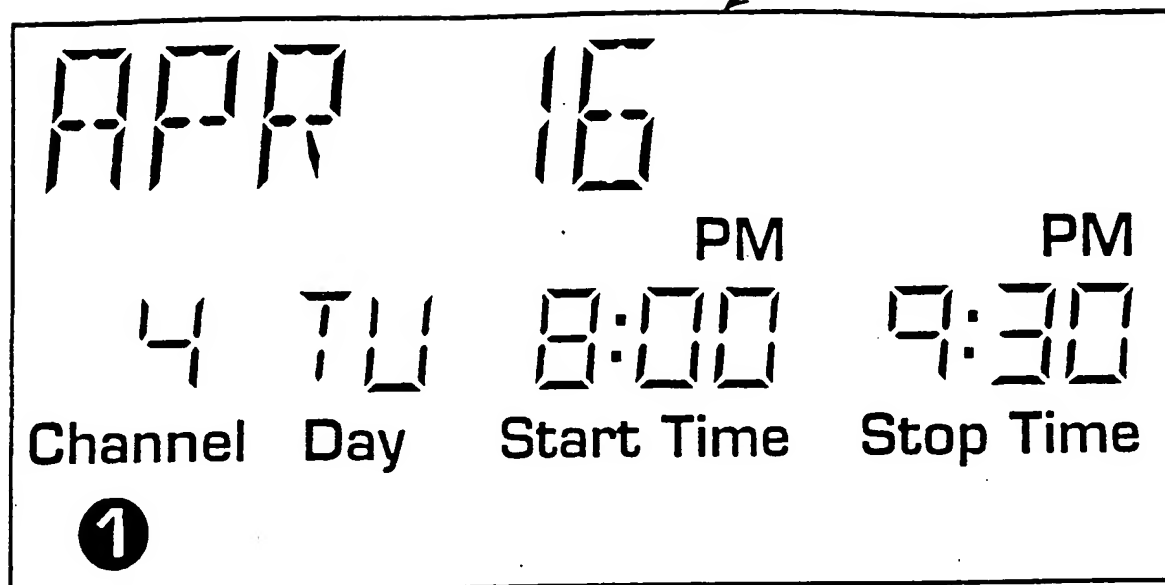 APR 16
PM PM
4 TU 8:00 9:30
Channel Day Start Time Stop Time
1